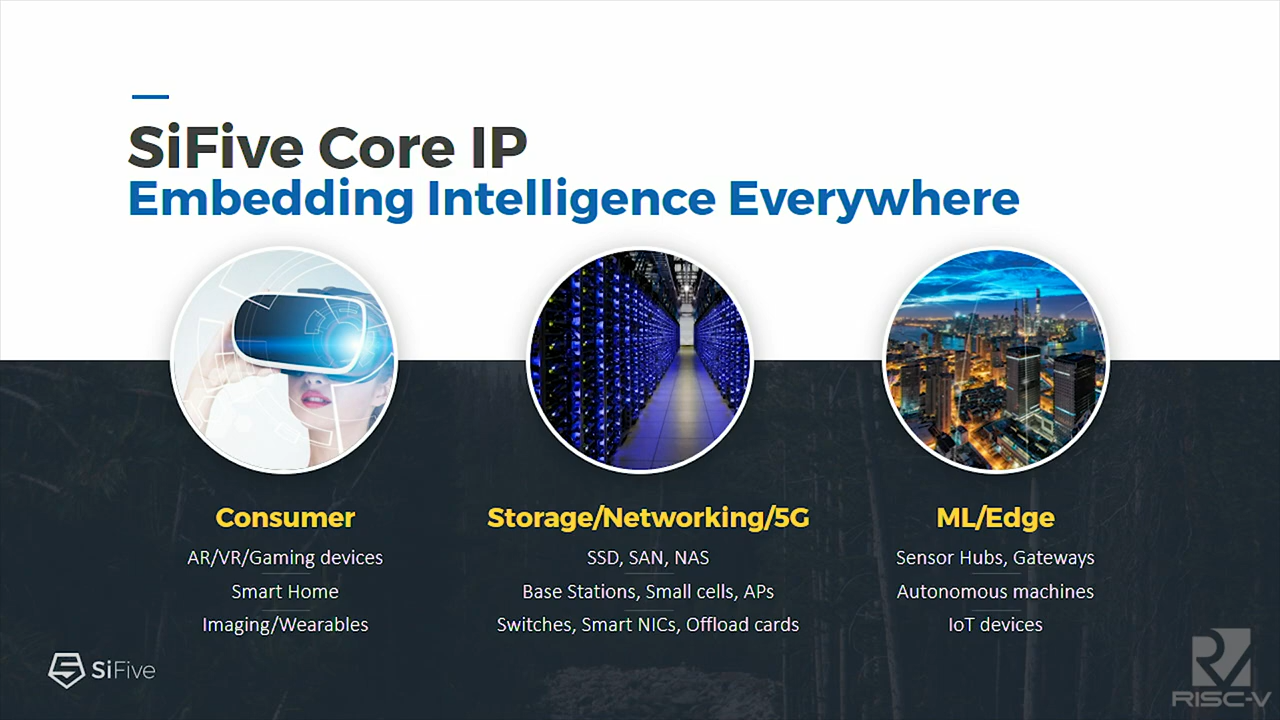 SiFive Core IP
Embedding Intelligence Everywhere
Consumer
AR/VR/Gaming devices
Smart Home
Imaging/Wearables
Storage/Networking/5G
SSD, SAN, NAS
Base Stations, Small cells, APs
Switches, Smart NICs, Offload cards
ML/Edge
Sensor Hubs, Gateways
Autonomous machines
IoT devices
SiFive
RISC-V